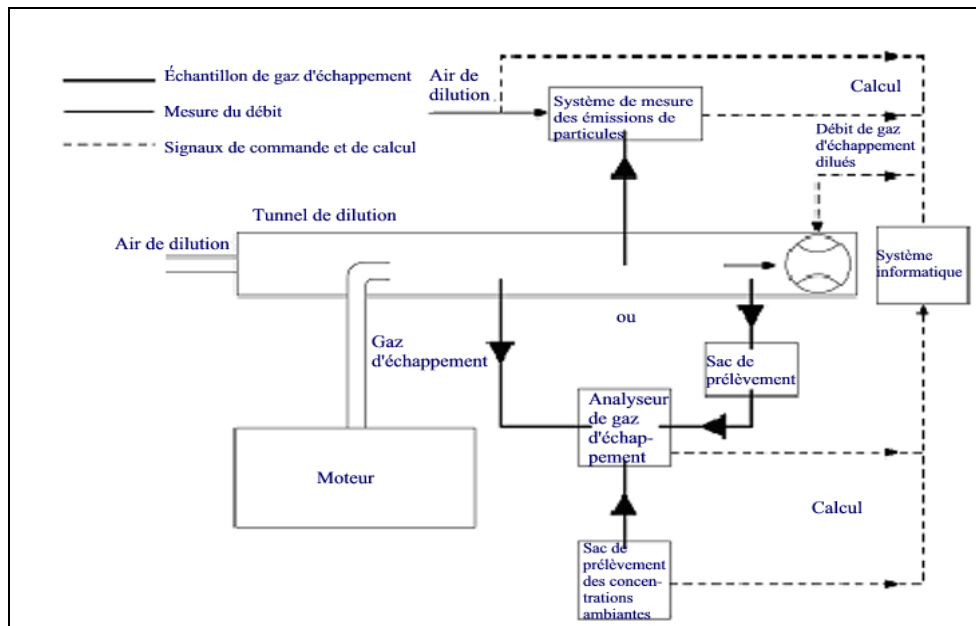 Échantillon de gaz d'échappement
Mesure du débit
Signaux de commande et de calcul
Air de
dilution
Système de mesure
des émissions de
particules
Calcul
Débit de gaz
d'échappement
dilués
Tunnel de dilution
Air de dilution
Système
informatique
ou
Gaz
d'échappement
Sac de
prélèvement
Analyseur
de gaz
d'échap-
pement
Moteur
Calcul
Sac de
prélèvement
des concen-
trations
ambiantes